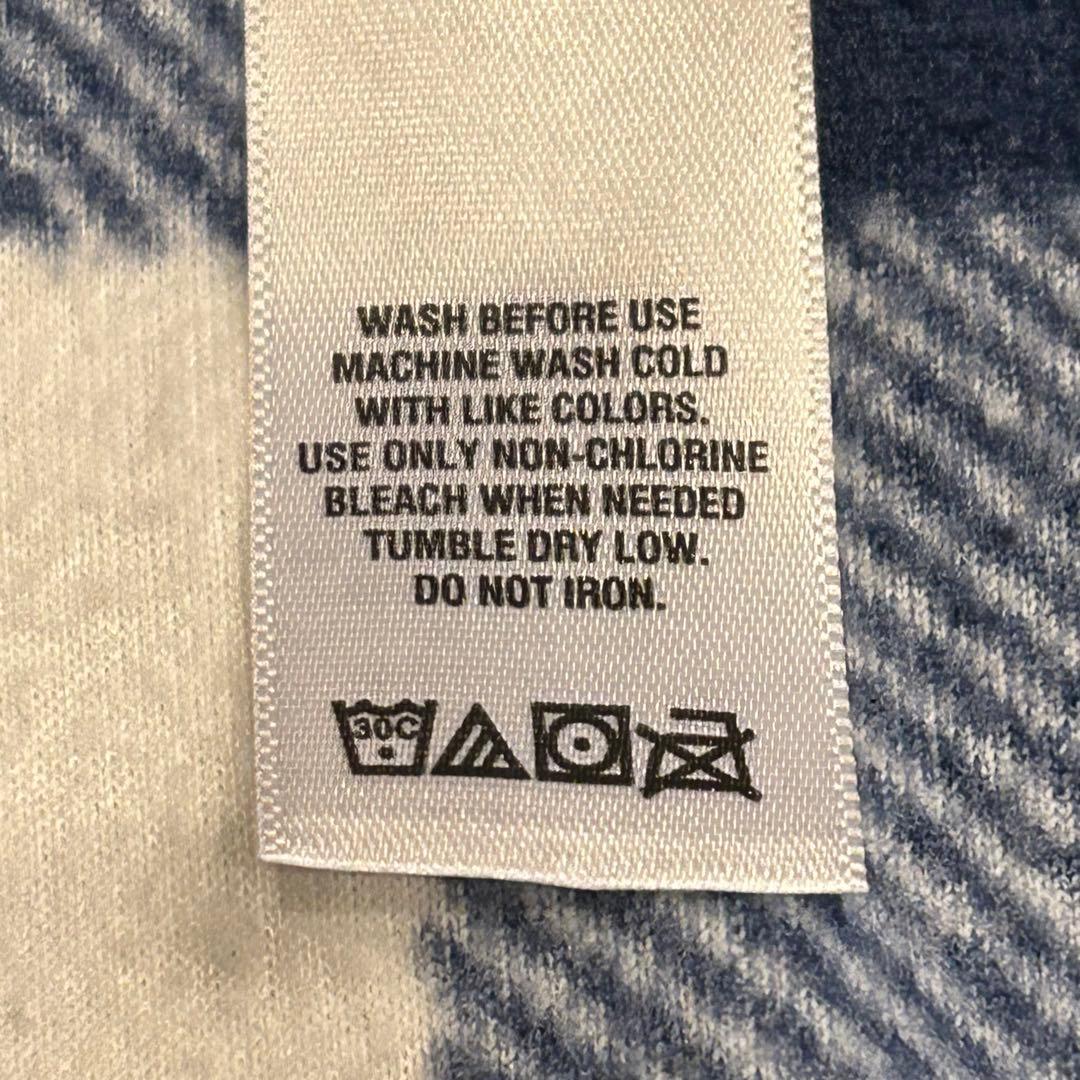 WASH BEFORE USE
MACHINE WASH COLD
WITH LIKE COLORS.
USE ONLY NON-CHLORINE
BLEACH WHEN NEEDED
TUMBLE DRY LOW.
DO NOT IRON.
30C